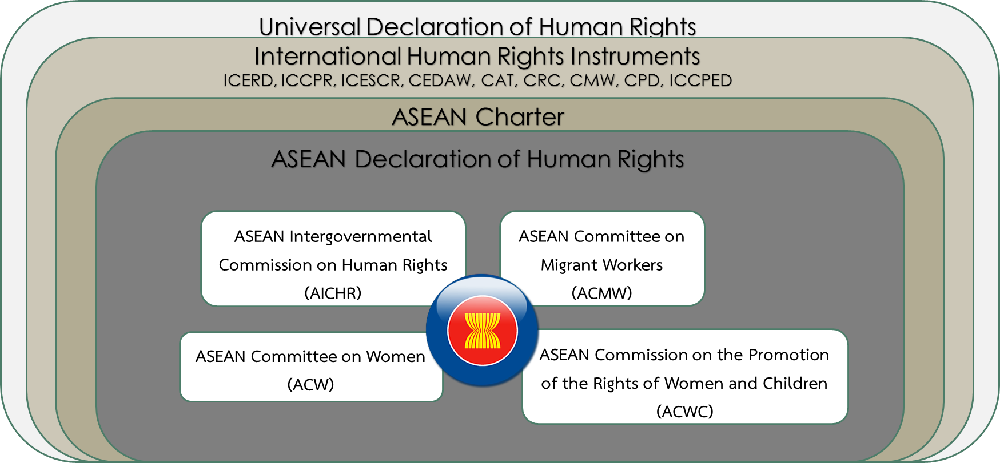 Universal Declaration of Human Rights
International Human Rights Instruments
ICERD, ICCPR, ICESCR, CEDAW, CAT, CRC, CMW, CPD, ICCPED
ASEAN Charter
ASEAN Declaration of Human Rights
ASEAN Intergovernmental
Commission on Human Rights
(AICHR)
ASEAN Committee on
Migrant Workers
(ACMW)
ASEAN Committee on Women
(ACW)
ASEAN Commission on the Promotion
of the Rights of Women and Children
(ACWC)